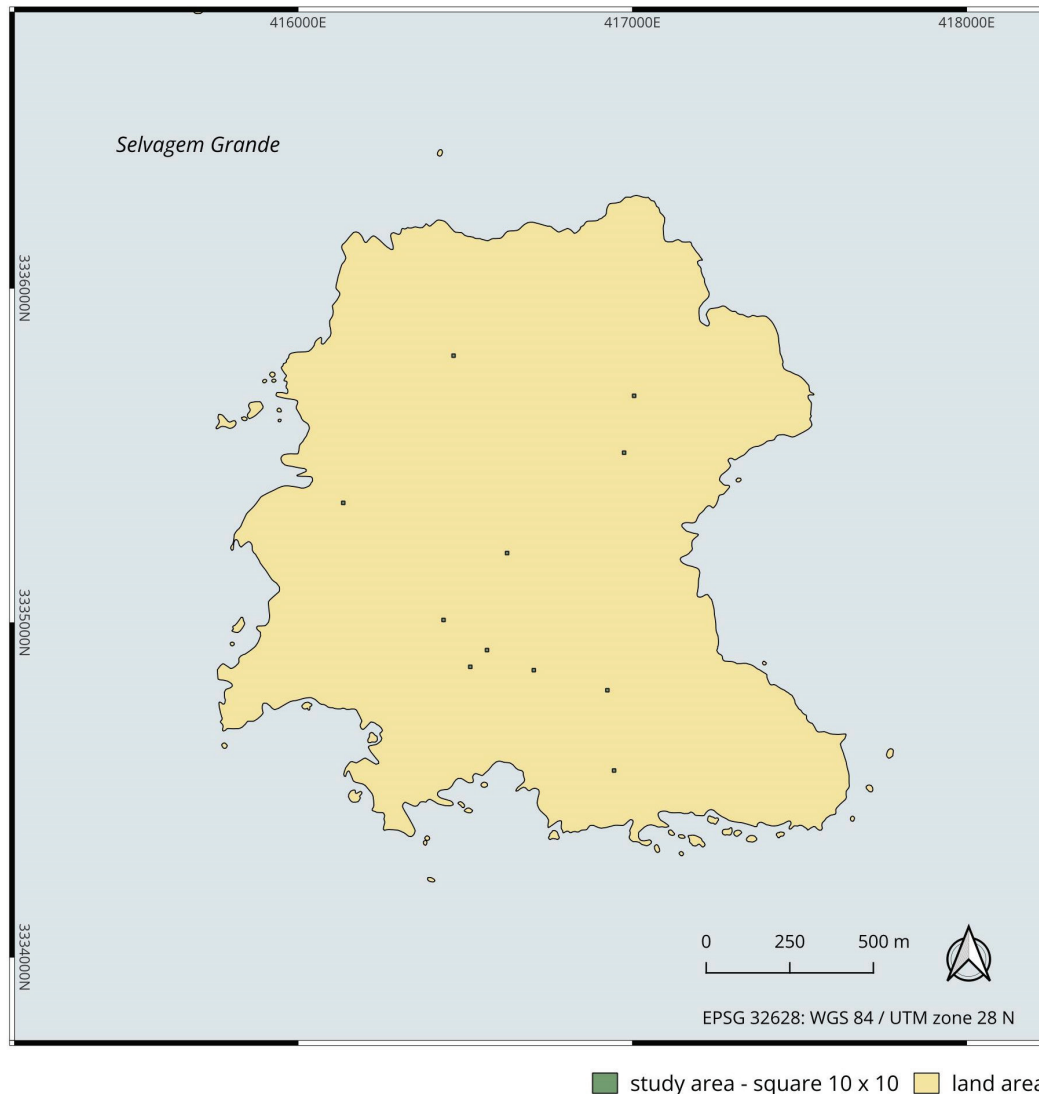 416000E
417000E
418000E
Selvagem Grande
3336000N
3335000N
3334000N
0 250 500 m
EPSG 32628: WGS 84 / UTM zone 28 N
study area - square 10 x 10
land area